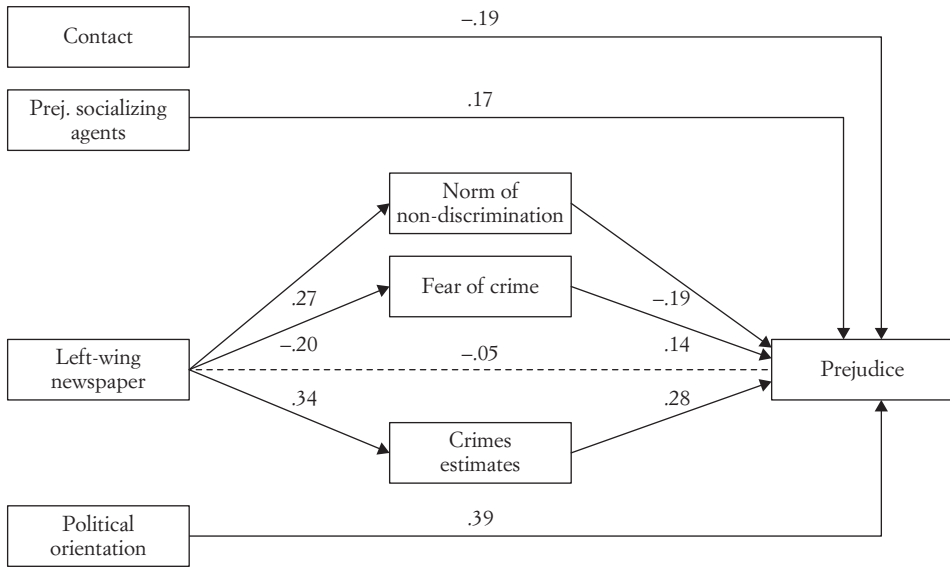 Contact
–.19
Prej. socializing
agents
.17
Norm of
non-discrimination
Fear of crime
.27
–.19
–.20
.14
Left-wing
newspaper
–.05
Prejudice
.34
.28
Crimes
estimates
Political
orientation
.39